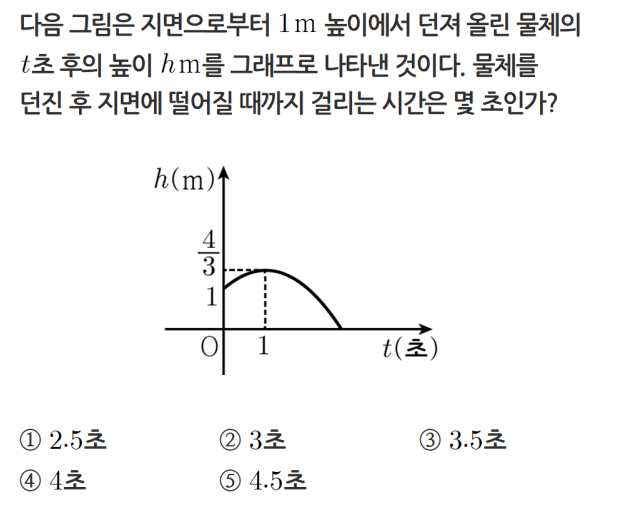 다음 그림은 지면으로부터 1m 높이에서 던져 올린 물체의
t초 후의 높이 hm를 그래프로 나타낸 것이다. 물체를
던진 후 지면에 떨어질 때까지 걸리는 시간은 몇 초인가?
h(m)
4
3
1
O 1 t(초)
① 2.5초 ② 3초 ③ 3.5초
④ 4초 ⑤ 4.5초